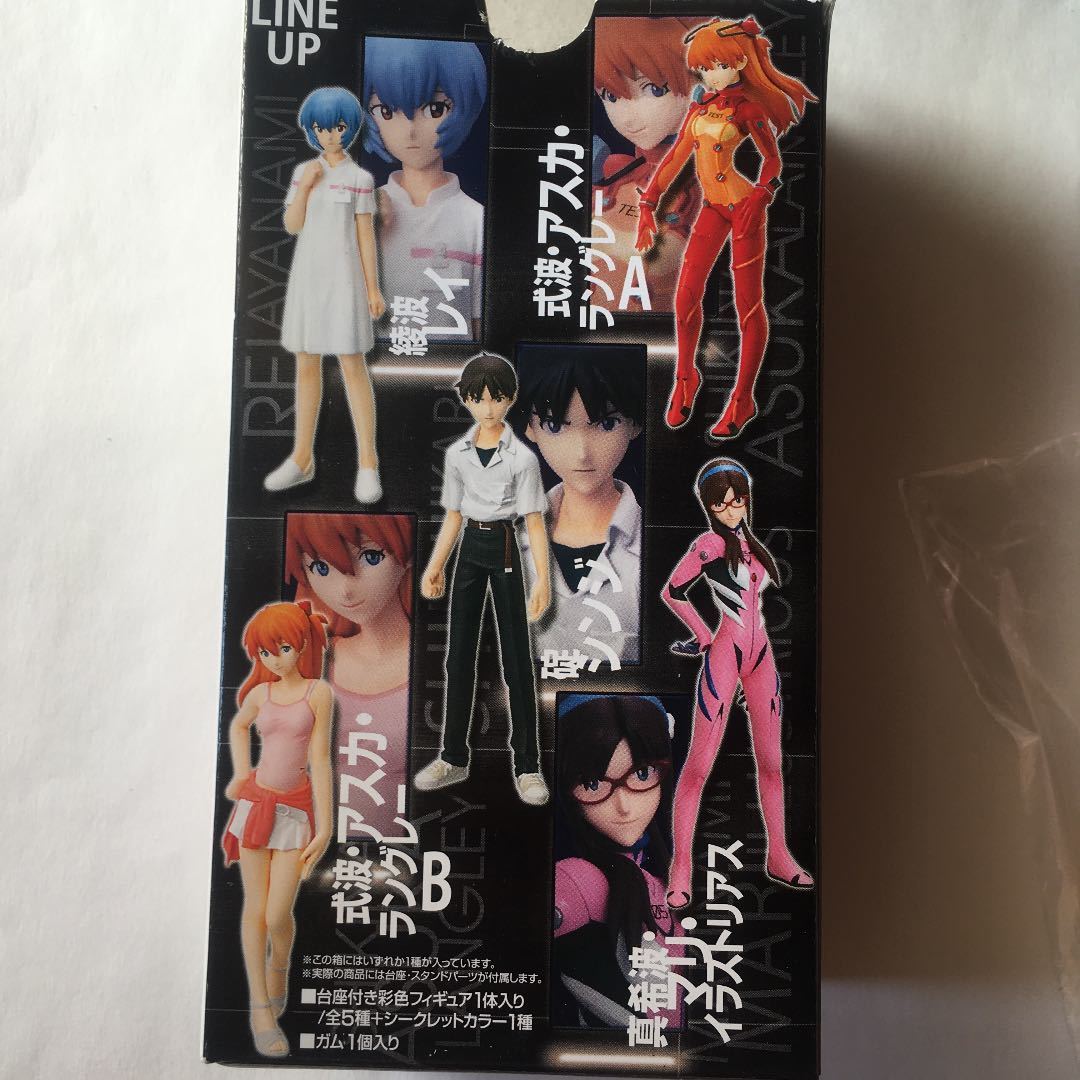 LINE
UP
REI AYANAMI
綾波
レイ
式波・アスカ・
ラングレー
A
TEST
TEST
碇
シンジ
式波・アスカ・
ラングレー
B
LANGLEY
真希波・
マリ・
イラストリアス
※この箱にはいずれか1種が入っています。
※実際の商品には台座・スタンドパーツが付属します。
■台座付き彩色フィギュア1体入り
/全5種+シークレットカラー1種
■ガム1個入り